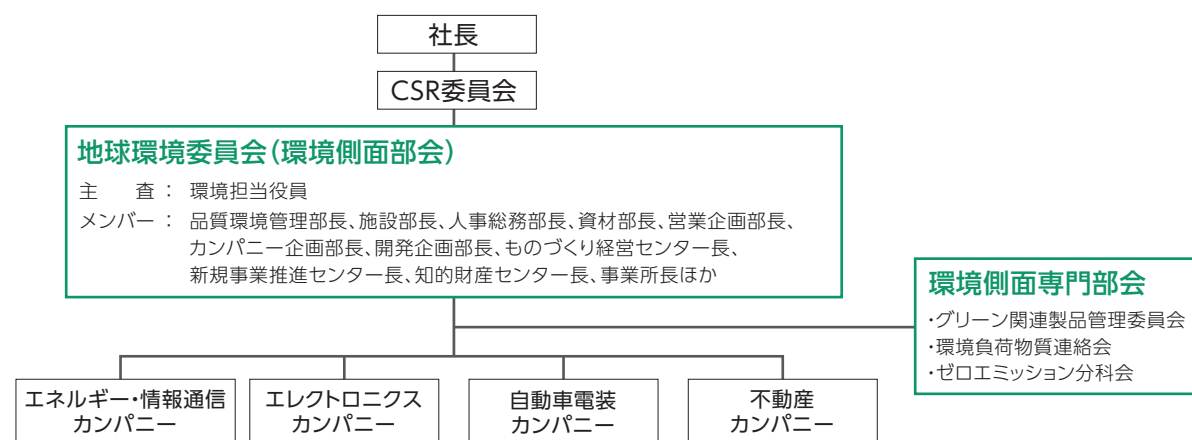 社長
CSR委員会
地球環境委員会(環境側面部会)
主　査：環境担当役員
メンバー：品質環境管理部長、施設部長、人事総務部長、資材部長、営業企画部長、
カンパニー企画部長、開発企画部長、ものづくり経営センター長、
新規事業推進センター長、知的財産センター長、事業所長ほか
環境側面専門部会
・グリーン関連製品管理委員会
・環境負荷物質連絡会
・ゼロエミッション分科会
エネルギー・情報通信
カンパニー
エレクトロニクス
カンパニー
自動車電装
カンパニー
不動産
カンパニー